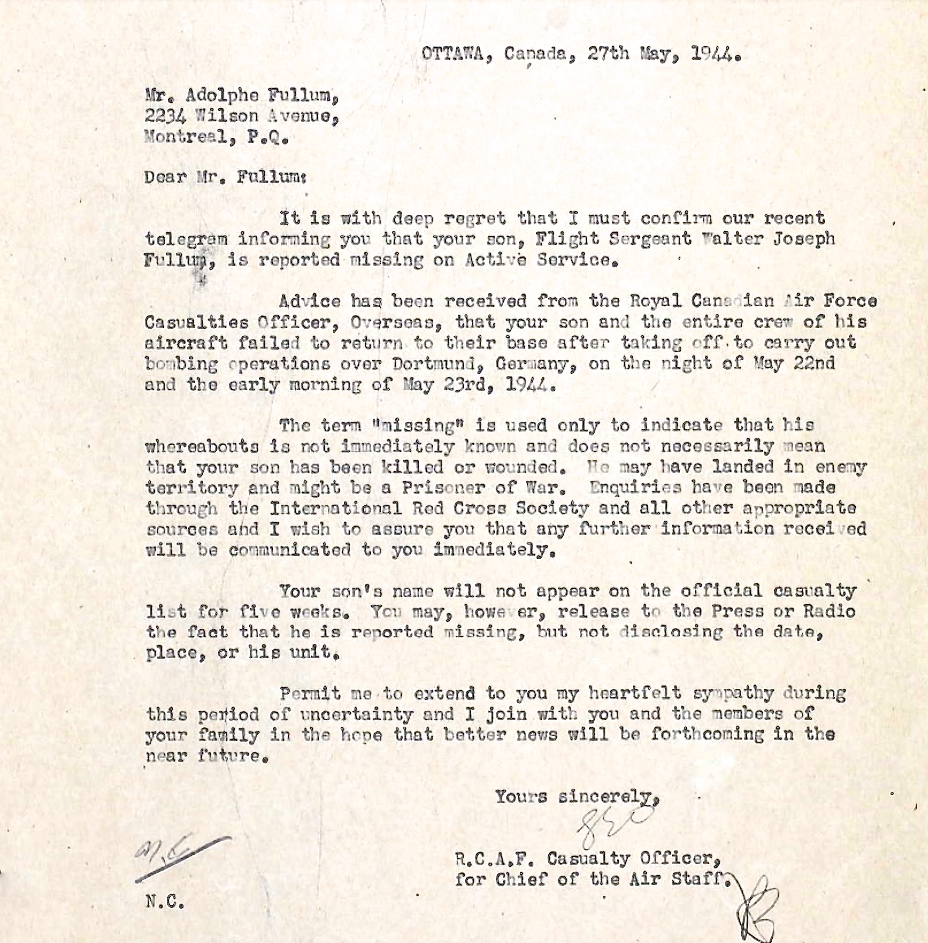 OTTAWA, Canada, 27th May, 1944.
Mr. Adolphe Fullum,
2234 Wilson Avenue,
Montreal, P.Q.
Dear Mr. Fullum:
It is with deep regret that I must confirm our recent
telegram informing you that your son, Flight Sergeant Walter Joseph
Fullum, is reported missing on Active Service.
Advice has been received from the Royal Canadian Air Force
Casualties Officer, Overseas, that your son and the entire crew of his
aircraft failed to return to their base after taking off to carry out
bombing operations over Dortmund, Germany, on the night of May 22nd
and the early morning of May 23rd, 1944.
The term "missing" is used only to indicate that his
whereabouts is not immediately known and does not necessarily mean
that your son has been killed or wounded. He may have landed in enemy
territory and might be a Prisoner of War. Enquiries have been made
through the International Red Cross Society and all other appropriate
sources and I wish to assure you that any further information received
will be communicated to you immediately.
Your son's name will not appear on the official casualty
list for five weeks. You may, however, release to the Press or Radio
the fact that he is reported missing, but not disclosing the date,
place, or his unit.
Permit me to extend to you my heartfelt sympathy during
this period of uncertainty and I join with you and the members of
your family in the hope that better news will be forthcoming in the
near future.
Yours sincerely,
R.C.A.F. Casualty Officer,
for Chief of the Air Staff.
N.C.